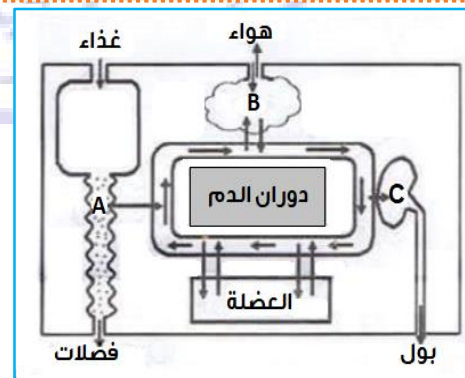 غذاء
هواء
B
A
دوران الدم
C
العضلة
فضلات
بول